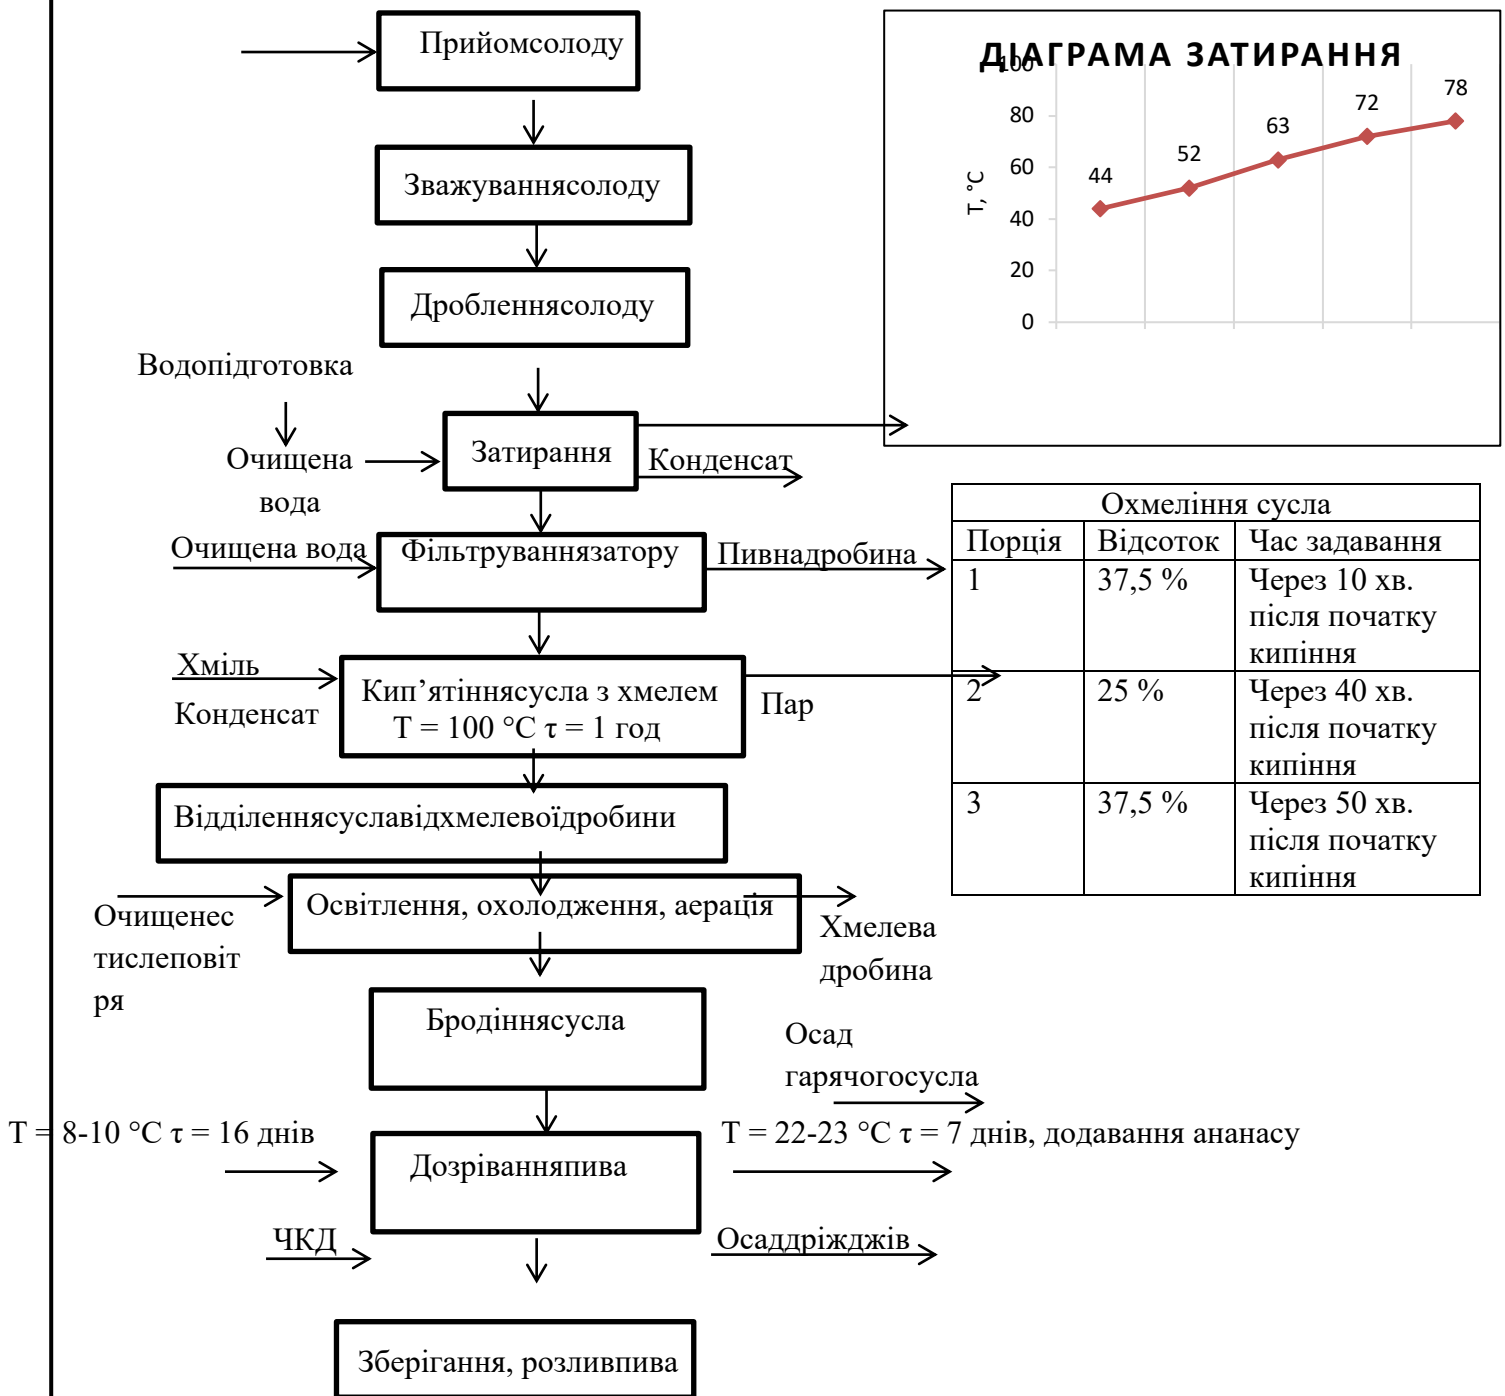 Прийомсолоду
Зважуваннясолоду
Дробленнясолоду
ДІАГРАМА ЗАТИРАННЯ
100
80
60
40
20
0
T, °C
44
52
63
72
78
Водопідготовка
Очищена
вода
Затирання
Конденсат
Очищена вода
Фільтруваннязатору
Пивнадробина
Охмеління сусла
Порція Відсоток Час задавання
1 37,5 % Через 10 хв.
після початку
кипіння
2 25 % Через 40 хв.
після початку
кипіння
3 37,5 % Через 50 хв.
після початку
кипіння
Хміль
Конденсат
Кип’ятіннясусла з хмелем
T = 100 °C τ = 1 год
Пар
Відділеннясуславідхмелевоїдробини
Очищенес
тислеповіт
ря
Освітлення, охолодження, аерація
Хмелева
дробина
Бродіннясусла
Осад
гарячогосусла
T = 8-10 °C τ = 16 днів
T = 22-23 °C τ = 7 днів, додавання ананасу
Дозріванняпива
ЧКД
Осаддріжджів
Зберігання, розливпива